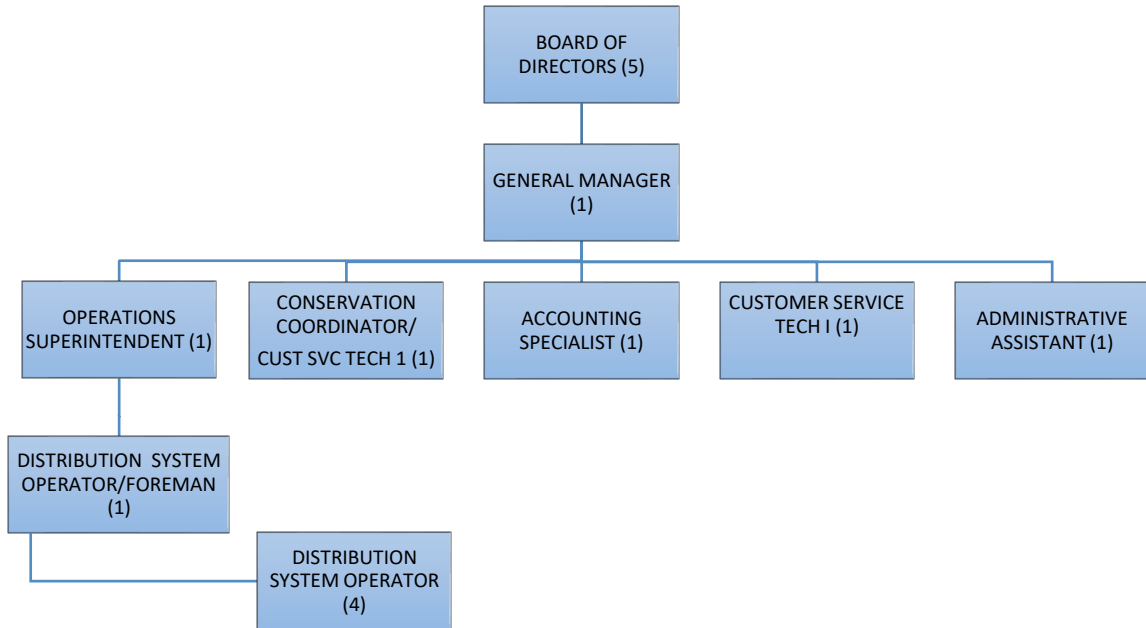 BOARD OF
DIRECTORS (5)
GENERAL MANAGER
(1)
OPERATIONS
SUPERINTENDENT (1)
CONSERVATION
COORDINATOR/
CUST SVC TECH 1 (1)
ACCOUNTING
SPECIALIST (1)
CUSTOMER SERVICE
TECH I (1)
ADMINISTRATIVE
ASSISTANT (1)
DISTRIBUTION SYSTEM
OPERATOR/FOREMAN
(1)
DISTRIBUTION
SYSTEM OPERATOR
(4)